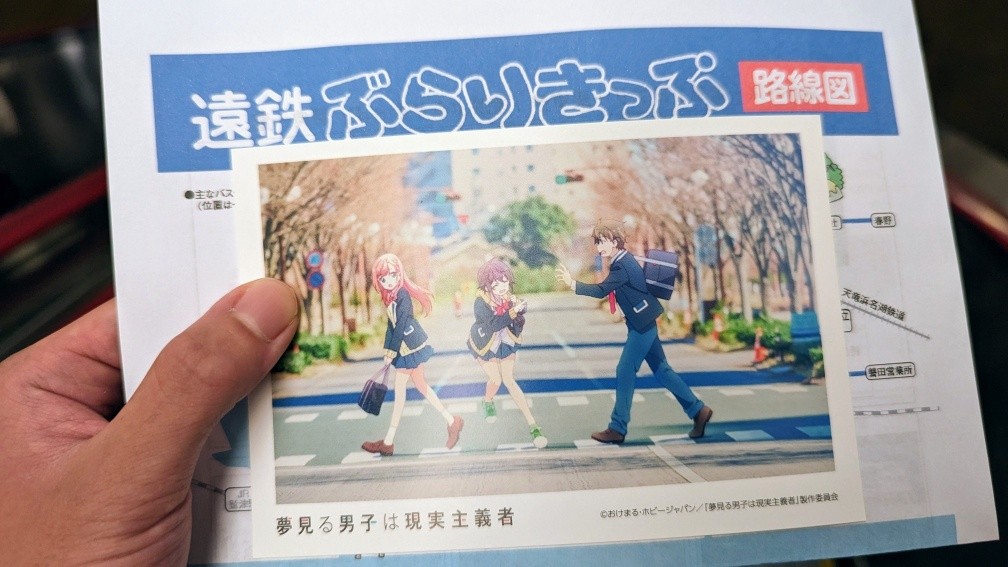 遠鉄ぶらりきっぷ 路線図
●主なバス
(位置は
春野
天竜浜名湖鉄道
磐田営業所
夢見る男子は現実主義者
©おけまる・ホビージャパン/「夢見る男子は現実主義者」製作委員会